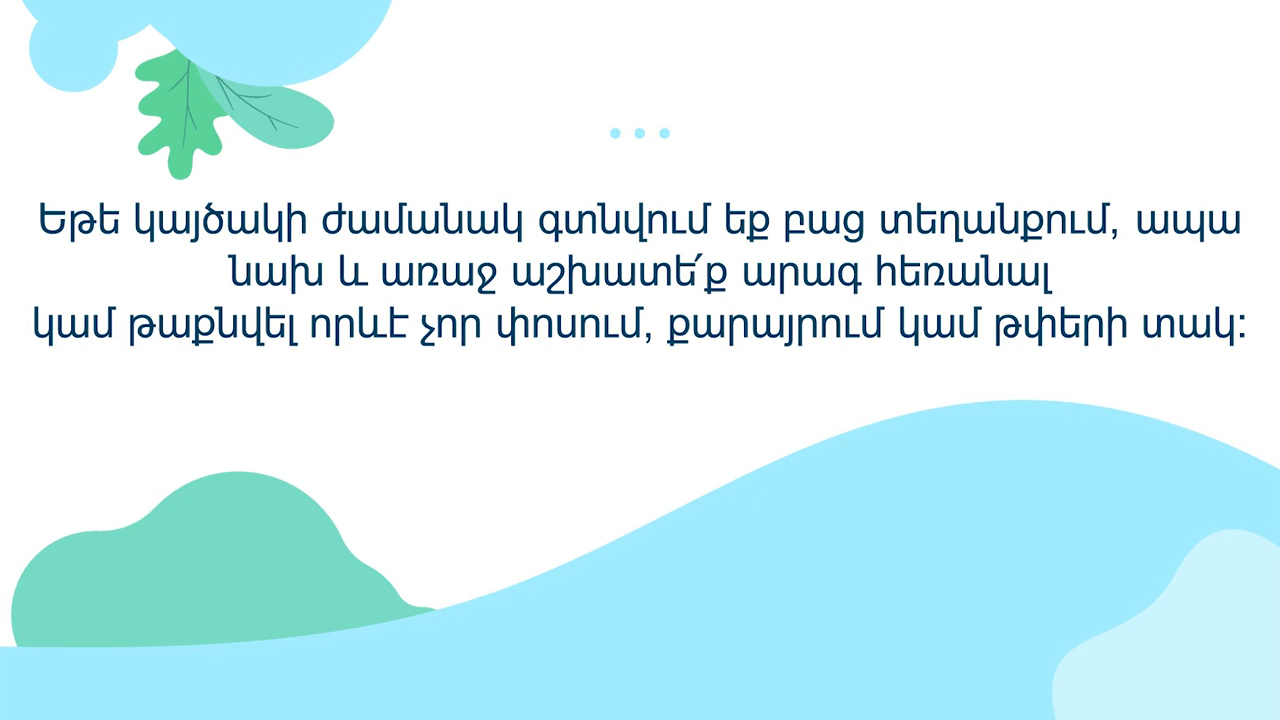 Եթե կայծակի ժամանակ գտնվում եք բաց տեղանքում, ապա
նախ և առաջ աշխատե՛ք արագ հեռանալ
կամ թաքնվել որևէ չոր փոսում, քարայրում կամ թփերի տակ: